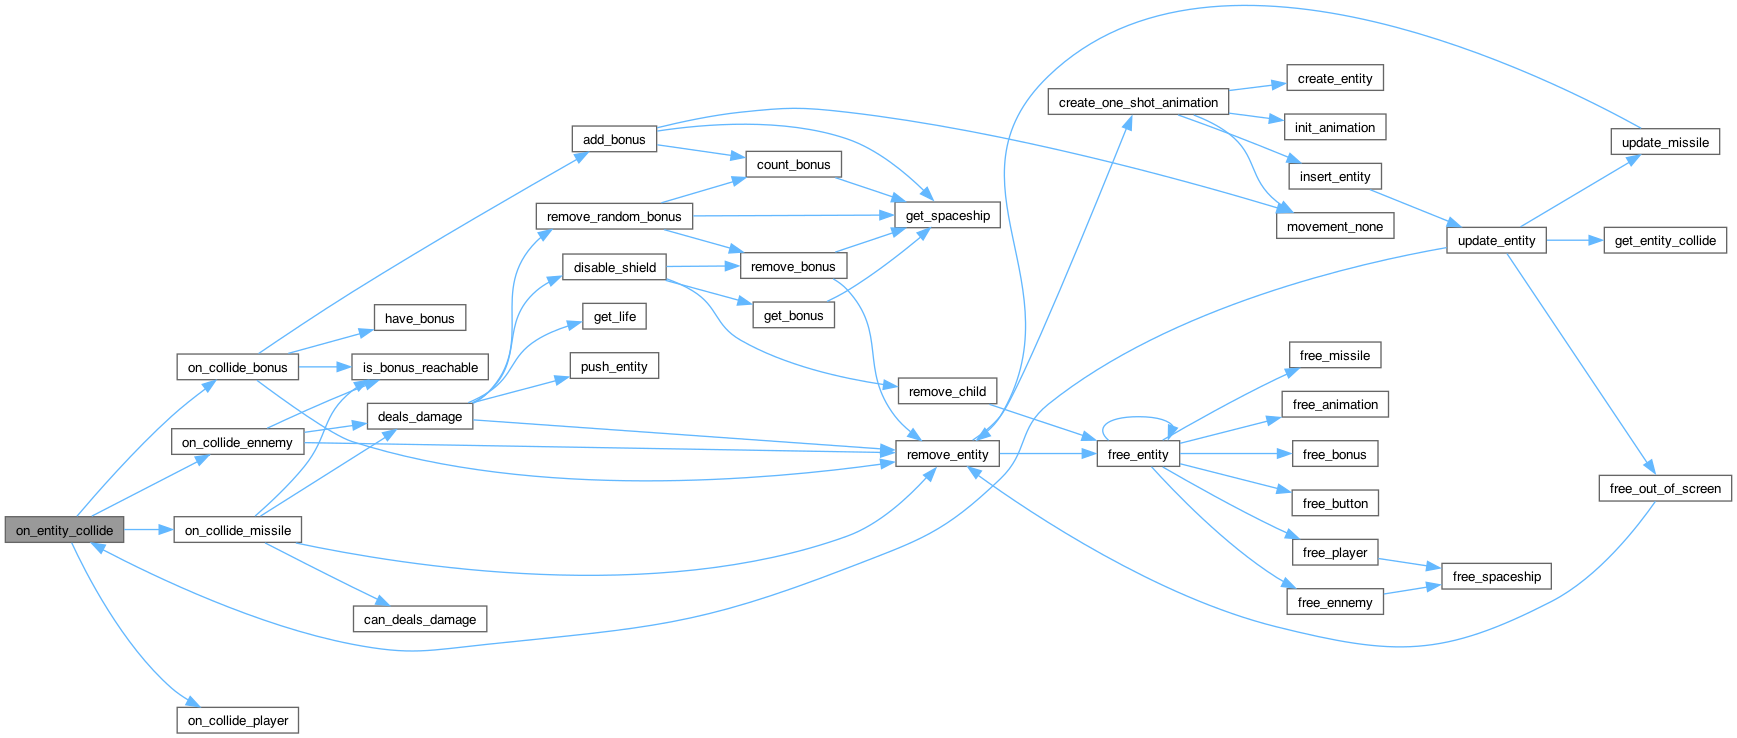 on_entity_collide
on_collide_bonus
on_collide_ennemy
on_collide_missile
on_collide_player
have_bonus
is_bonus_reachable
deals_damage
can_deals_damage
add_bonus
remove_random_bonus
disable_shield
get_life
push_entity
count_bonus
remove_bonus
get_bonus
get_spaceship
remove_child
remove_entity
create_one_shot_animation
free_entity
create_entity
init_animation
insert_entity
movement_none
free_missile
free_animation
free_bonus
free_button
free_player
free_ennemy
update_entity
free_spaceship
update_missile
get_entity_collide
free_out_of_screen